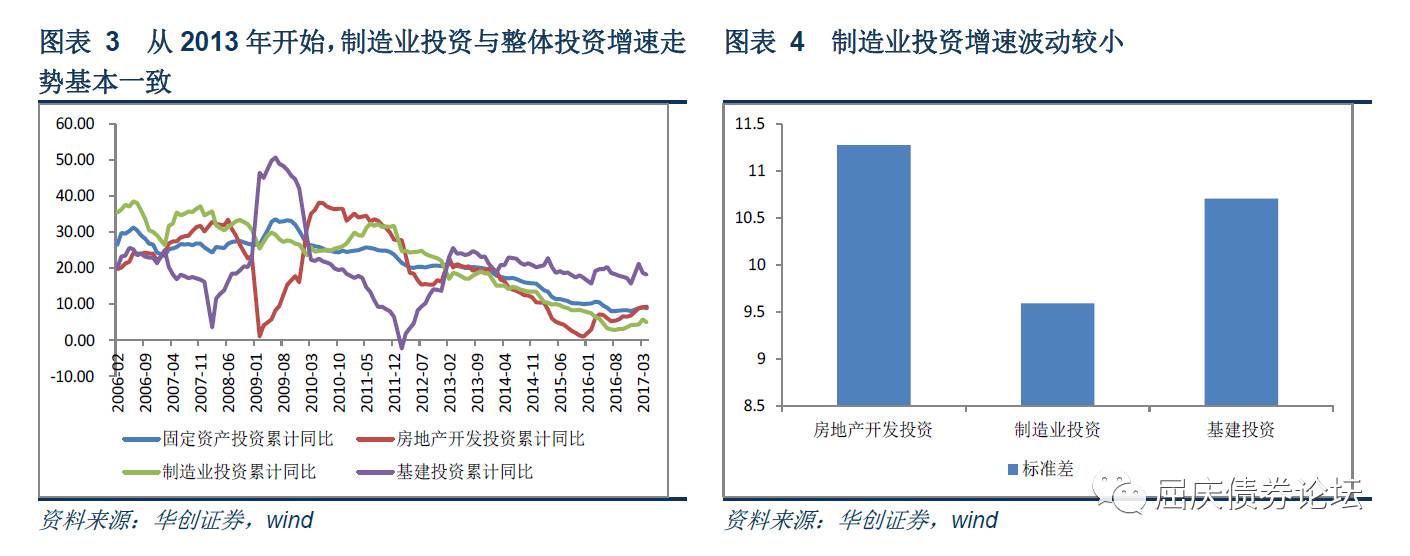 图表 3 从 2013 年开始，制造业投资与整体投资增速走
势基本一致
60.00
50.00
40.00
30.00
20.00
10.00
0.00
-10.00
2006-02
2006-09
2007-04
2007-11
2008-06
2009-01
2009-08
2010-03
2010-10
2011-05
2011-12
2012-07
2013-02
2013-09
2014-04
2014-11
2015-06
2016-01
2016-08
2017-03
固定资产投资累计同比
房地产开发投资累计同比
制造业投资累计同比
基建投资累计同比
资料来源：华创证券，wind
图表 4 制造业投资增速波动较小
11.5
11
10.5
10
9.5
9
8.5
房地产开发投资
制造业投资
基建投资
标准差
屈庆债券论坛
资料来源：华创证券，wind